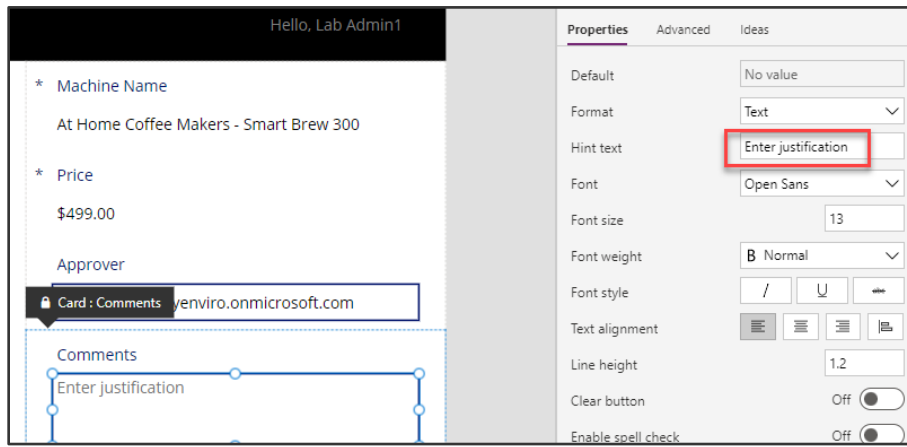 Hello, Lab Admin1
* Machine Name
At Home Coffee Makers - Smart Brew 300
* Price
$499.00
Approver
Card : Comments
yenviro.onmicrosoft.com
Comments
Enter justification
Properties Advanced Ideas
Default No value
Format Text
Hint text Enter justification
Font Open Sans
Font size 13
Font weight B Normal
Font style / U abc
Text alignment
Line height 1.2
Clear button Off
Enable spell check Off